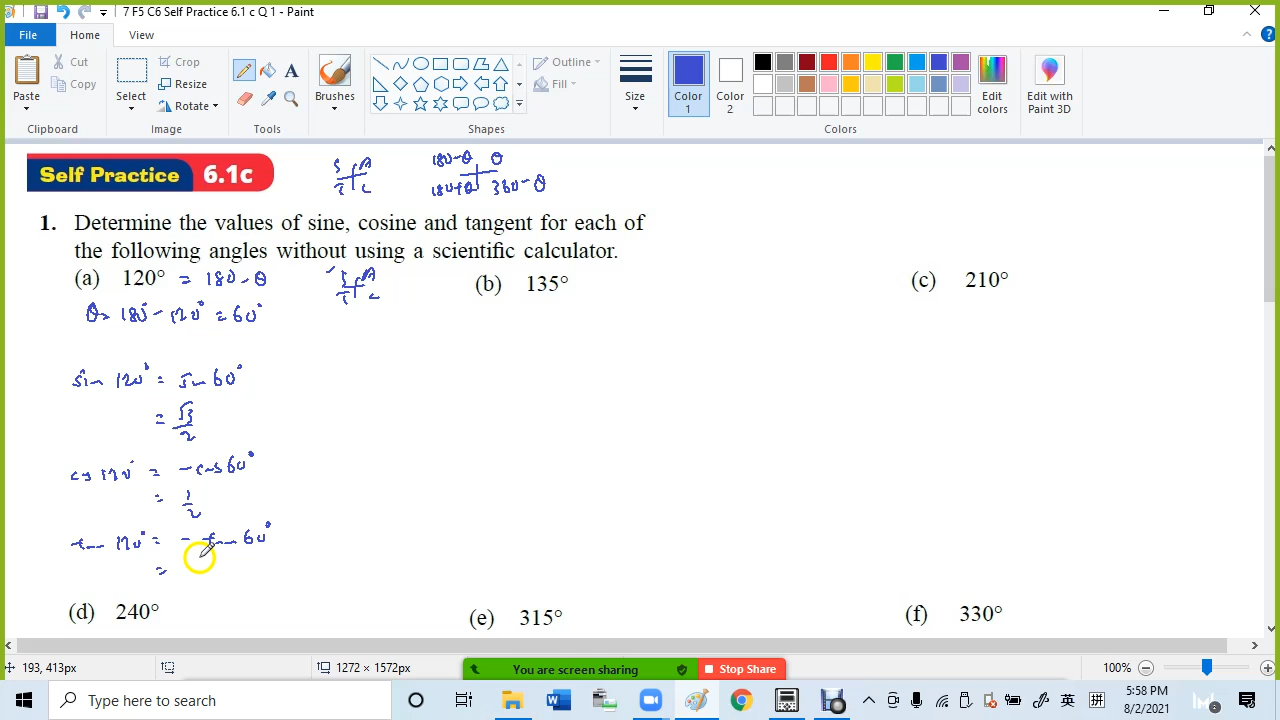 7 F5 C6 Self Practice 6.1 c Q 1 - Paint
File Home View
Cut
Copy
Paste
Clipboard
Crop
Resize
Rotate
Select
Image
Tools
Brushes
Outline
Fill
Shapes
Size
Color 1
Color 2
Edit colors
Edit with Paint 3D
Colors
Self Practice 6.1c
S A
T C
180-θ θ
180+θ 360-θ
1. Determine the values of sine, cosine and tangent for each of
the following angles without using a scientific calculator.
(a) 120° = 180 - θ
S A
T C
(b) 135°
(c) 210°
θ = 180° - 120° = 60°
sin 120° = sin 60°
= √3/2
cos 120° = - cos 60°
= 1/2
tan 120° = - tan 60°
=
(d) 240°
(e) 315°
(f) 330°
193, 413px
1272 × 1572px
You are screen sharing
Stop Share
100%
Type here to search
英
拼
5:58 PM
8/2/2021